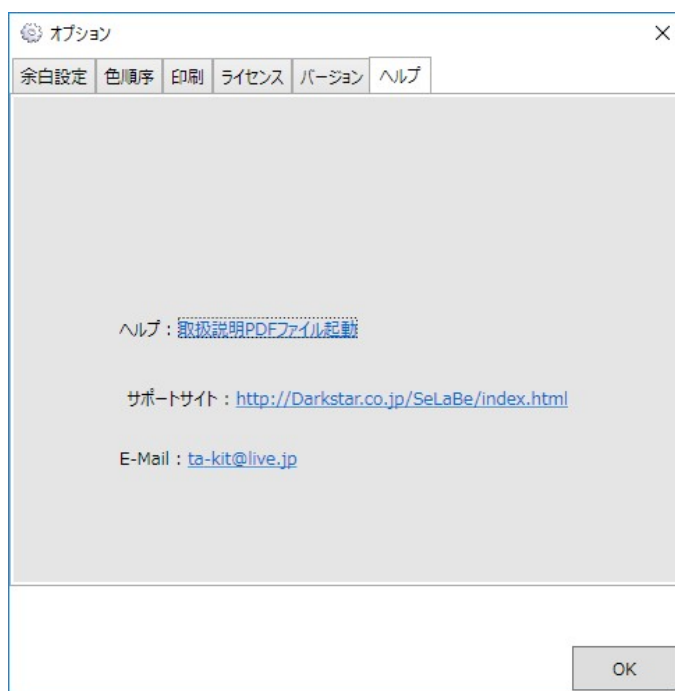 オプション
余白設定 色順序 印刷 ライセンス バージョン ヘルプ
ヘルプ：取扱説明PDFファイル起動
サポートサイト：http://Darkstar.co.jp/SeLaBe/index.html
E-Mail：ta-kit@live.jp
OK